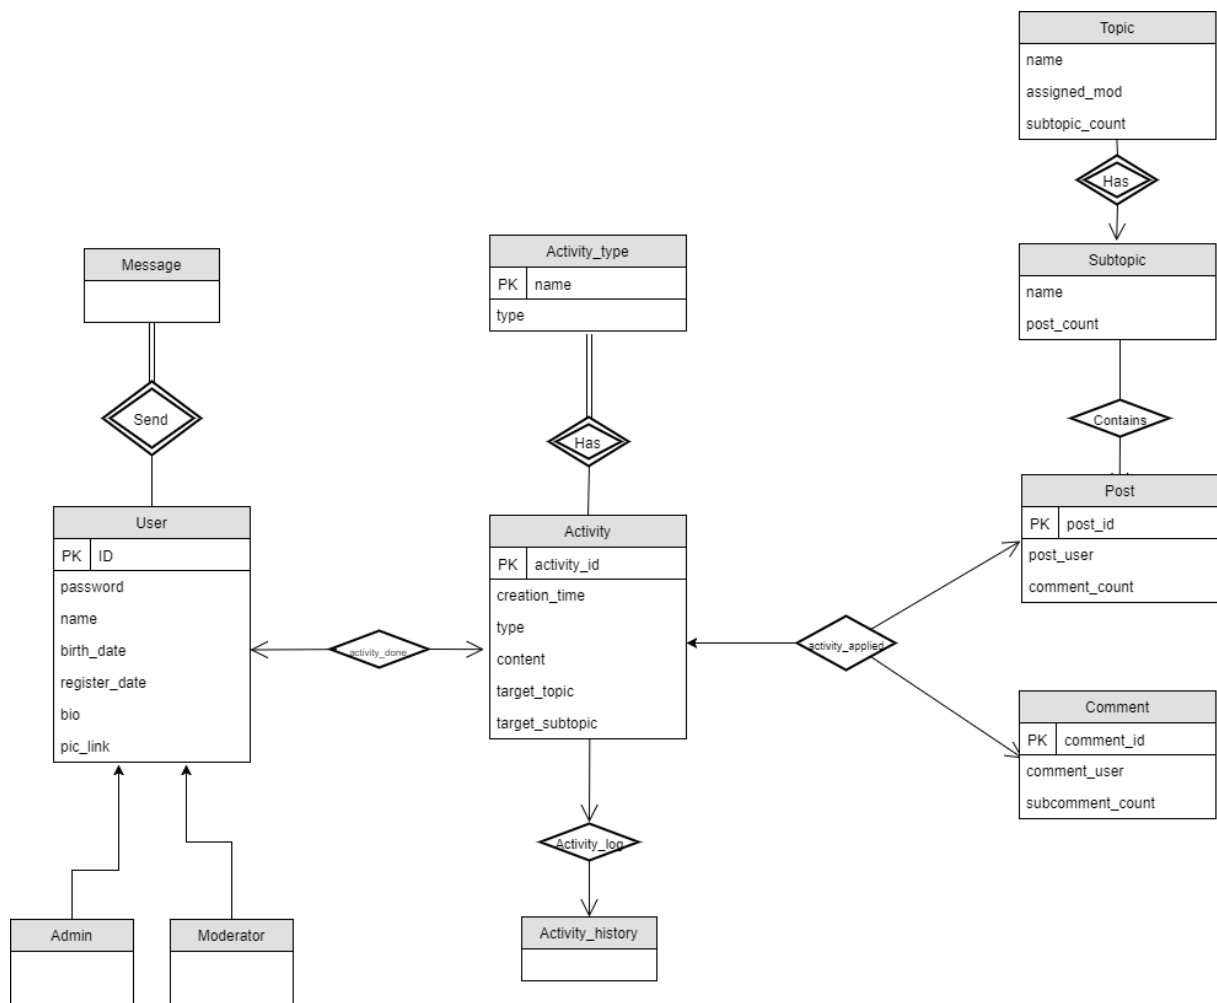 Topic
name
assigned_mod
subtopic_count
Has
Message
Activity_type
PK name
type
Subtopic
name
post_count
Send
Has
Contains
User
PK ID
password
name
birth_date
register_date
bio
pic_link
activity_done
Activity
PK activity_id
creation_time
type
content
target_topic
target_subtopic
activity_applied
Post
PK post_id
post_user
comment_count
Comment
PK comment_id
comment_user
subcomment_count
Activity_log
Admin
Moderator
Activity_history